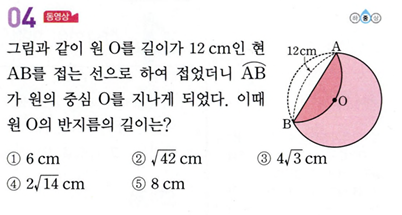 04 동영상
하 중 상
그림과 같이 원 O를 길이가 12 cm인 현
AB를 접는 선으로 하여 접었더니 AB
가 원의 중심 O를 지나게 되었다. 이때
원 O의 반지름의 길이는?
12cm
A
O
B
① 6 cm ② √42 cm ③ 4√3 cm
④ 2√14 cm ⑤ 8 cm